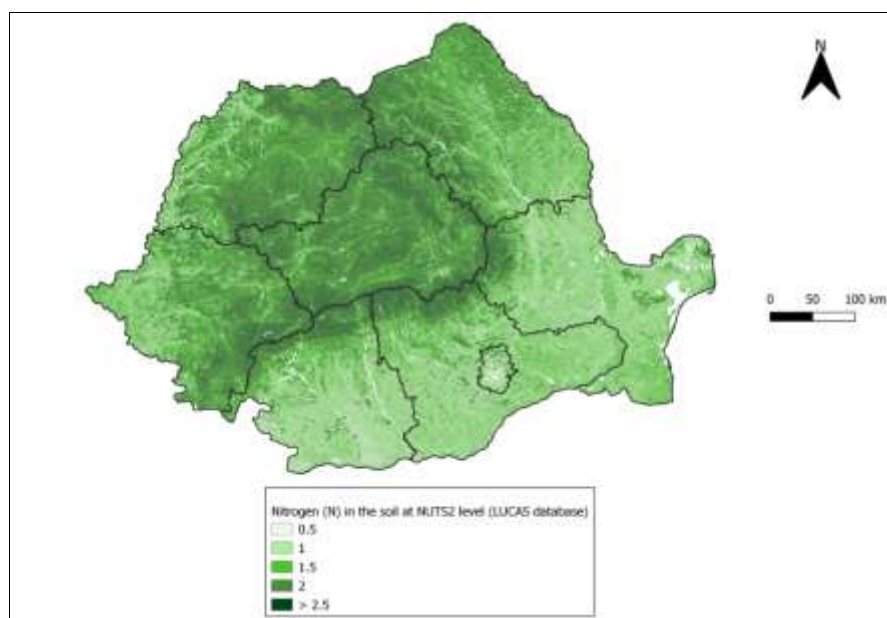 N
0 50 100 km
Nitrogen (N) in the soil at NUTS2 level (LUCAS database)
0.5
1
1.5
2
> 2.5